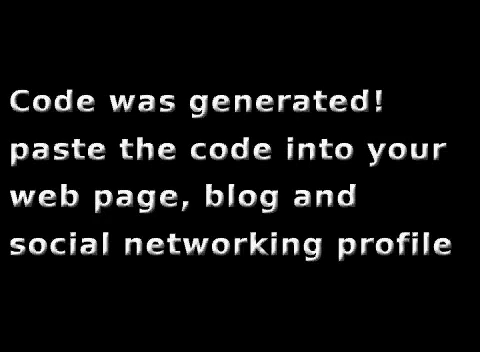 Code was generated!
paste the code into your
web page, blog and
social networking profile